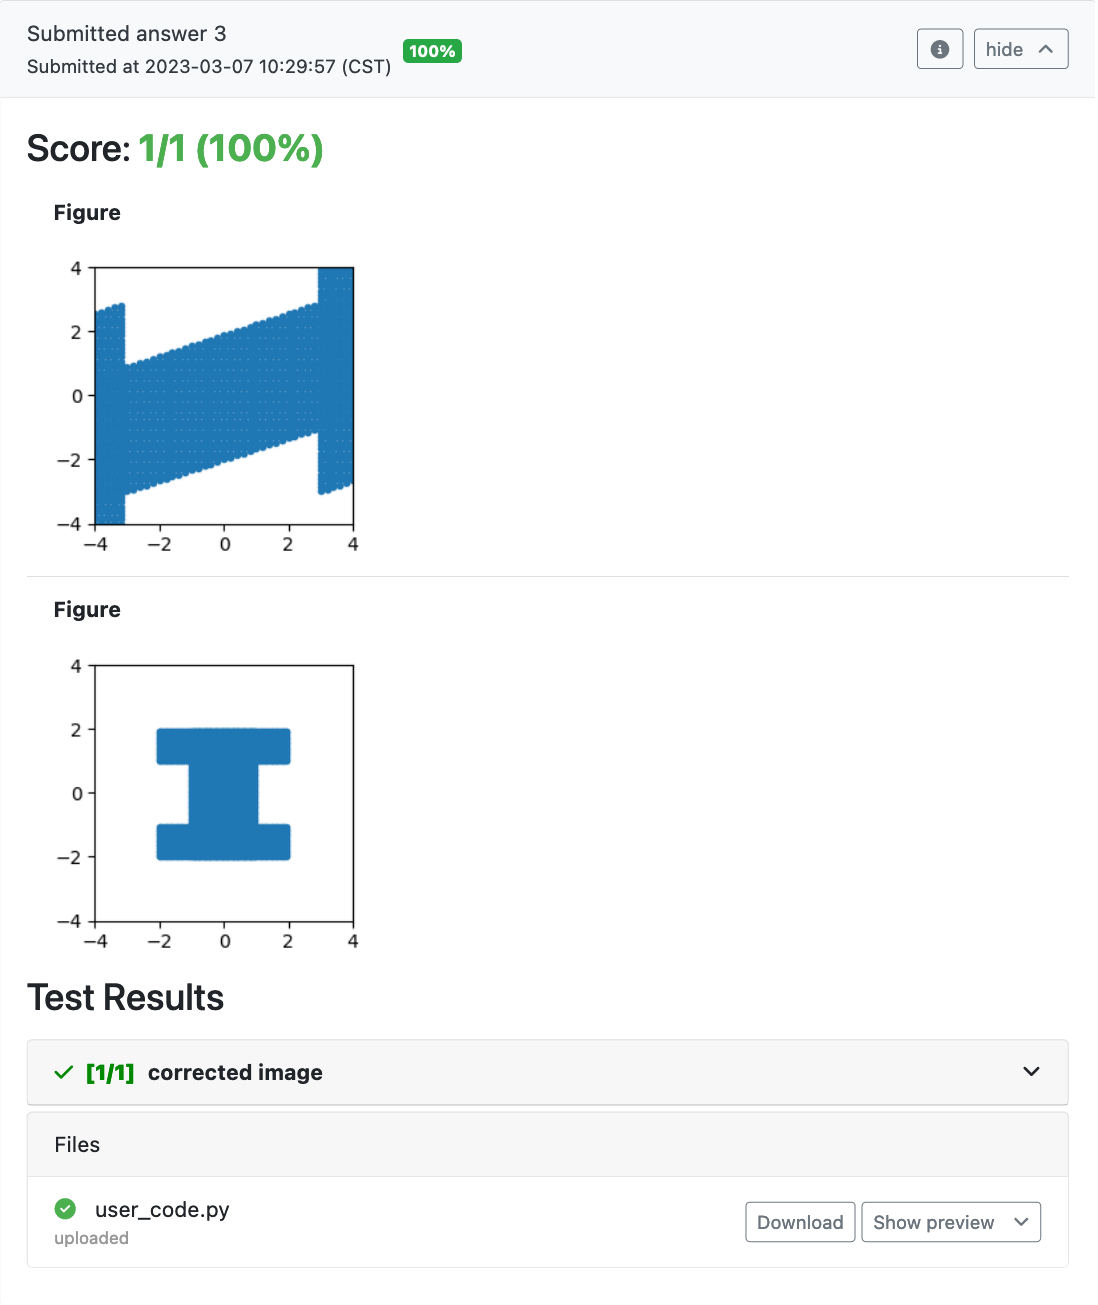 Submitted answer 3
Submitted at 2023-03-07 10:29:57 (CST)
100%
hide
Score: 1/1 (100%)
Figure
4
2
0
−2
−4
−4 −2 0 2 4
Figure
4
2
0
−2
−4
−4 −2 0 2 4
Test Results
[1/1] corrected image
Files
user_code.py
uploaded
Download
Show preview